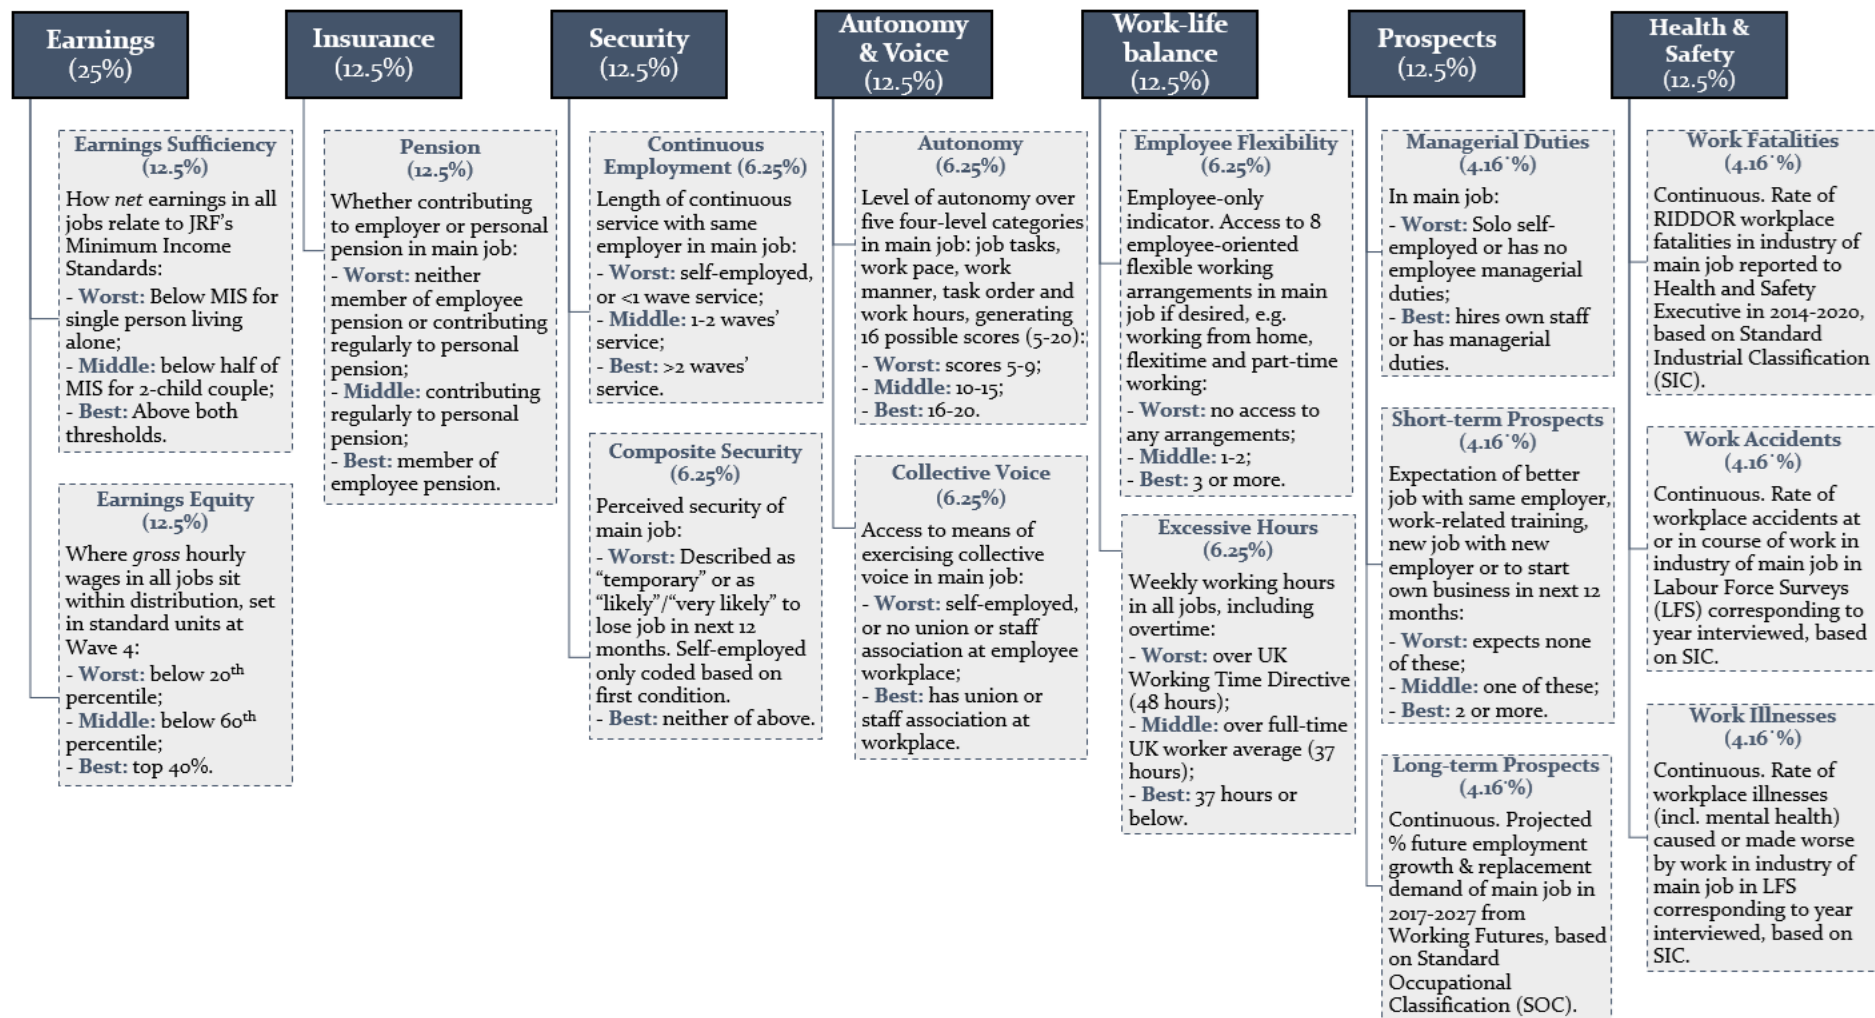 Earnings
(25%)
Earnings Sufficiency
(12.5%)
How net earnings in all
jobs relate to JRF's
Minimum Income
Standards:
- Worst: Below MIS for
single person living
alone;
- Middle: below half of
MIS for 2-child couple;
- Best: Above both
thresholds.
Earnings Equity
(12.5%)
Where gross hourly
wages in all jobs sit
within distribution, set
in standard units at
Wave 4:
- Worst: below 20th
percentile;
- Middle: below 60th
percentile;
- Best: top 40%.
Insurance
(12.5%)
Pension
(12.5%)
Whether contributing
to employer or personal
pension in main job:
- Worst: neither
member of employee
pension or contributing
regularly to personal
pension;
- Middle: contributing
regularly to personal
pension;
- Best: member of
employee pension.
Security
(12.5%)
Continuous
Employment (6.25%)
Length of continuous
service with same
employer in main job:
- Worst: self-employed,
or <1 wave service;
- Middle: 1-2 waves'
service;
- Best: >2 waves'
service.
Composite Security
(6.25%)
Perceived security of
main job:
- Worst: Described as
"temporary" or as
"likely"/"very likely" to
lose job in next 12
months. Self-employed
only coded based on
first condition.
- Best: neither of above.
Autonomy
& Voice
(12.5%)
Autonomy
(6.25%)
Level of autonomy over
five four-level categories
in main job: job tasks,
work pace, work
manner, task order and
work hours, generating
16 possible scores (5-20):
- Worst: scores 5-9;
- Middle: 10-15;
- Best: 16-20.
Collective Voice
(6.25%)
Access to means of
exercising collective
voice in main job:
- Worst: self-employed,
or no union or staff
association at employee
workplace;
- Best: has union or
staff association at
workplace.
Work-life
balance
(12.5%)
Employee Flexibility
(6.25%)
Employee-only
indicator. Access to 8
employee-oriented
flexible working
arrangements in main
job if desired, e.g.
working from home,
flexitime and part-time
working:
- Worst: no access to
any arrangements;
- Middle: 1-2;
- Best: 3 or more.
Excessive Hours
(6.25%)
Weekly working hours
in all jobs, including
overtime:
- Worst: over UK
Working Time Directive
(48 hours);
- Middle: over full-time
UK worker average (37
hours);
- Best: 37 hours or
below.
Prospects
(12.5%)
Managerial Duties
(4.16˙%)
In main job:
- Worst: Solo self-
employed or has no
employee managerial
duties;
- Best: hires own staff
or has managerial
duties.
Short-term Prospects
(4.16˙%)
Expectation of better
job with same employer,
work-related training,
new job with new
employer or to start
own business in next 12
months:
- Worst: expects none
of these;
- Middle: one of these;
- Best: 2 or more.
Long-term Prospects
(4.16˙%)
Continuous. Projected
% future employment
growth & replacement
demand of main job in
2017-2027 from
Working Futures, based
on Standard
Occupational
Classification (SOC).
Health &
Safety
(12.5%)
Work Fatalities
(4.16˙%)
Continuous. Rate of
RIDDOR workplace
fatalities in industry of
main job reported to
Health and Safety
Executive in 2014-2020,
based on Standard
Industrial Classification
(SIC).
Work Accidents
(4.16˙%)
Continuous. Rate of
workplace accidents at
or in course of work in
industry of main job in
Labour Force Surveys
(LFS) corresponding to
year interviewed, based
on SIC.
Work Illnesses
(4.16˙%)
Continuous. Rate of
workplace illnesses
(incl. mental health)
caused or made worse
by work in industry of
main job in LFS
corresponding to year
interviewed, based on
SIC.